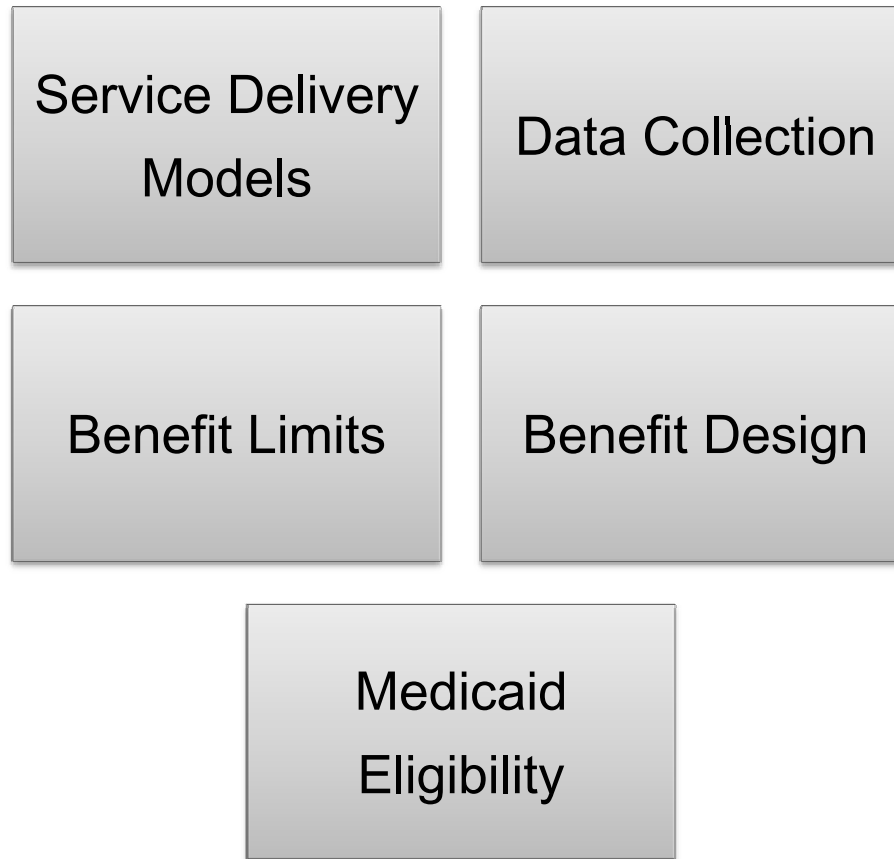 Service Delivery
Models
Data Collection
Benefit Limits
Benefit Design
Medicaid
Eligibility